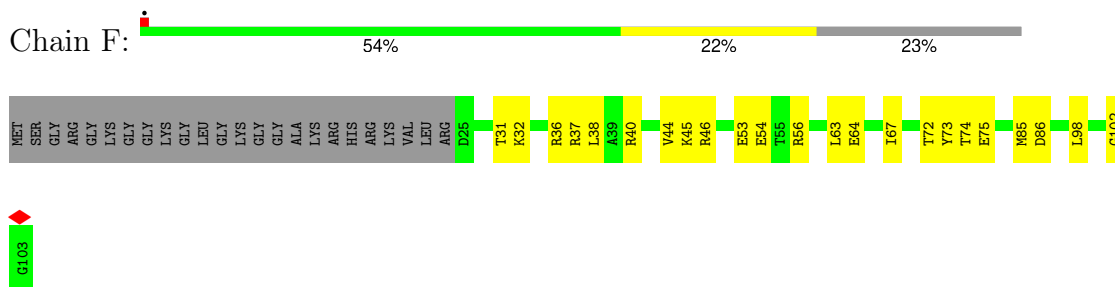 Chain F:
54% 22% 23%
MET SER GLY ARG GLY LYS GLY GLY LYS GLY LEU GLY LYS GLY GLY ALA LYS ARG HIS ARG LYS VAL LEU ARG D25 T31 K32 R36 R37 L38 A39 R40 V44 K45 R46 E53 E54 T55 R56 L63 E64 I67 T72 Y73 T74 E75 M85 D86 L98 G102
G103